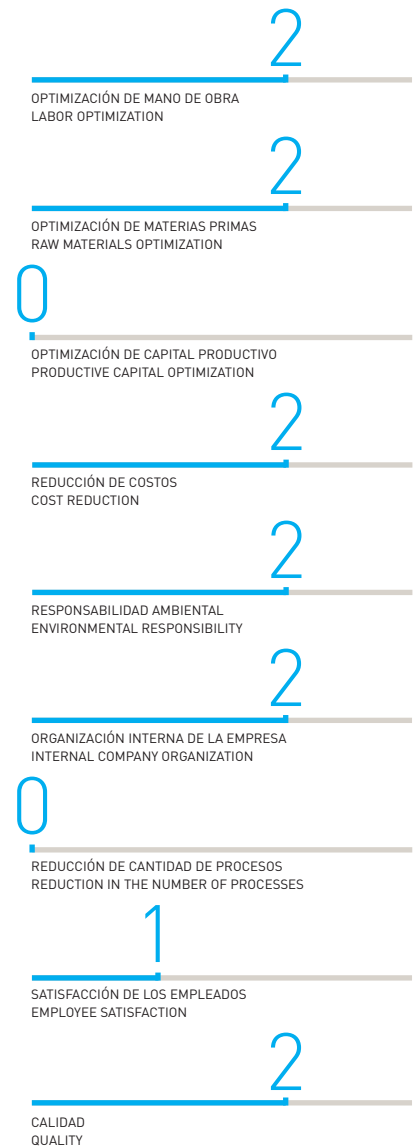 2
OPTIMIZACIÓN DE MANO DE OBRA
LABOR OPTIMIZATION
2
OPTIMIZACIÓN DE MATERIAS PRIMAS
RAW MATERIALS OPTIMIZATION
0
OPTIMIZACIÓN DE CAPITAL PRODUCTIVO
PRODUCTIVE CAPITAL OPTIMIZATION
2
REDUCCIÓN DE COSTOS
COST REDUCTION
2
RESPONSABILIDAD AMBIENTAL
ENVIRONMENTAL RESPONSIBILITY
2
ORGANIZACIÓN INTERNA DE LA EMPRESA
INTERNAL COMPANY ORGANIZATION
0
REDUCCIÓN DE CANTIDAD DE PROCESOS
REDUCTION IN THE NUMBER OF PROCESSES
1
SATISFACCIÓN DE LOS EMPLEADOS
EMPLOYEE SATISFACTION
2
CALIDAD
QUALITY